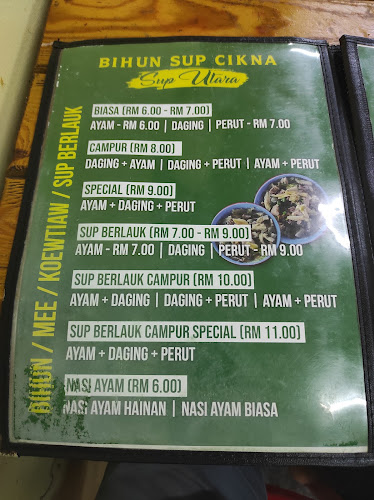 BIHUN SUP CIKNA
Sup Utara
BIHUN / MEE / KOEWTIAW / SUP BERLAUK
BIASA (RM 6.00 - RM 7.00)
AYAM - RM 6.00 | DAGING | PERUT - RM 7.00
CAMPUR (RM 8.00)
DAGING + AYAM | DAGING + PERUT | AYAM + PERUT
SPECIAL (RM 9.00)
AYAM + DAGING + PERUT
SUP BERLAUK (RM 7.00 - RM 9.00)
AYAM - RM 7.00 | DAGING | PERUT - RM 9.00
SUP BERLAUK CAMPUR (RM 10.00)
AYAM + DAGING | DAGING + PERUT | AYAM + PERUT
SUP BERLAUK CAMPUR SPECIAL (RM 11.00)
AYAM + DAGING + PERUT
NASI AYAM (RM 6.00)
NASI AYAM HAINAN | NASI AYAM BIASA